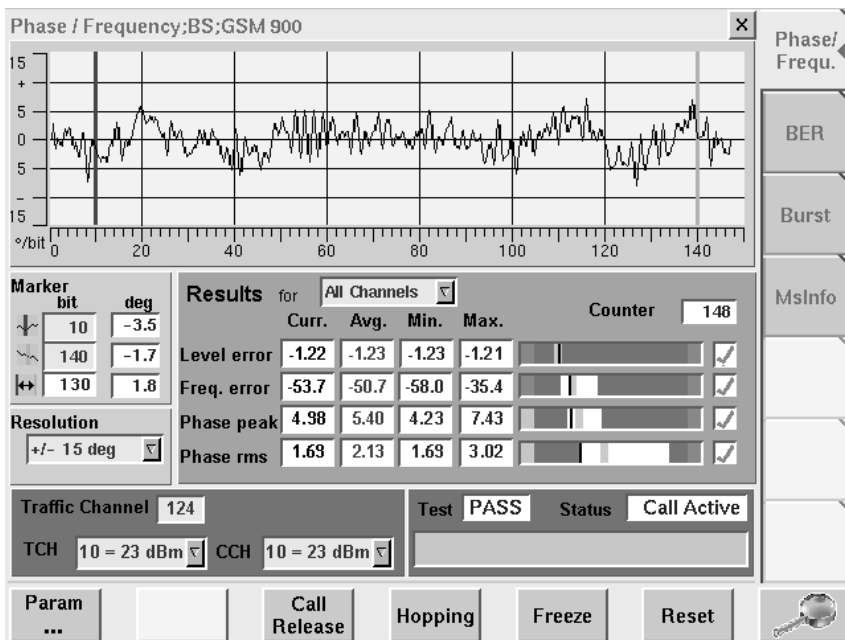 Phase / Frequency;BS;GSM 900
X
Phase/
Frequ.
BER
Burst
MsInfo
15
+
5
0
5
-
15
°/bit
0 20 40 60 80 100 120 140
Marker
bit deg
10 -3.5
140 -1.7
130 1.8
Resolution
+/- 15 deg
Results for All Channels
Counter 148
Curr. Avg. Min. Max.
Level error -1.22 -1.23 -1.23 -1.21
Freq. error -53.7 -50.7 -58.0 -35.4
Phase peak 4.98 5.40 4.23 7.43
Phase rms 1.69 2.13 1.69 3.02
Traffic Channel 124
TCH 10 = 23 dBm CCH 10 = 23 dBm
Test PASS Status Call Active
Param
...
Call
Release
Hopping
Freeze
Reset